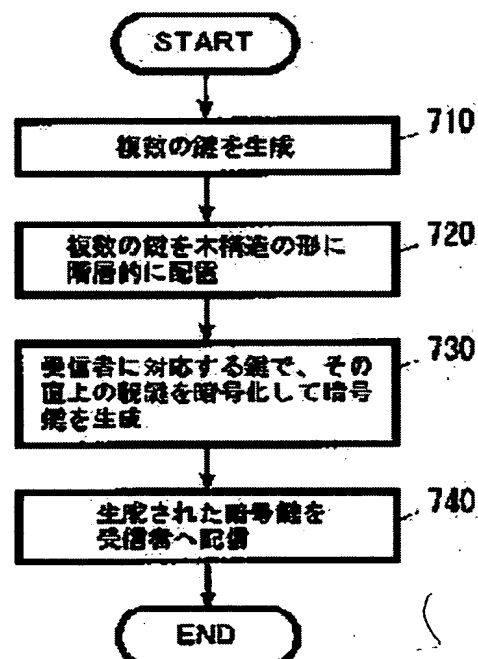 START
710
複数の鍵を生成
720
複数の鍵を木構造の形に
階層的に配置
730
受信者に対応する鍵で、その
直上の親鍵を暗号化して暗号
鍵を生成
740
生成された暗号鍵を
受信者へ配信
END